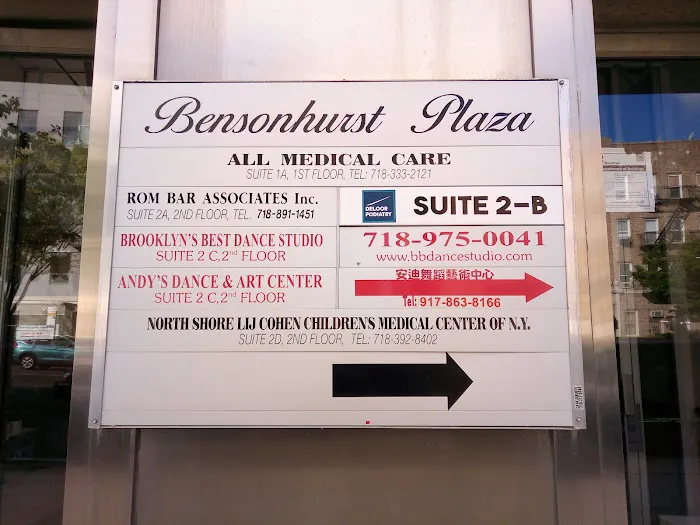 Bensonhurst Plaza
ALL MEDICAL CARE
SUITE 1A, 1ST FLOOR, TEL: 718-333-2121
ROM BAR ASSOCIATES Inc.
SUITE 2A, 2ND FLOOR, TEL. 718-891-1451
DELOOR
PODIATRY
SUITE 2-B
BROOKLYN'S BEST DANCE STUDIO
SUITE 2 C,2nd FLOOR
718-975-0041
www.bbdancestudio.com
ANDY'S DANCE & ART CENTER
SUITE 2 C,2nd FLOOR
安迪舞蹈藝術中心
Tel: 917-863-8166
NORTH SHORE LIJ COHEN CHILDREN'S MEDICAL CENTER OF N.Y.
SUITE 2D, 2ND FLOOR, TEL: 718-392-8402